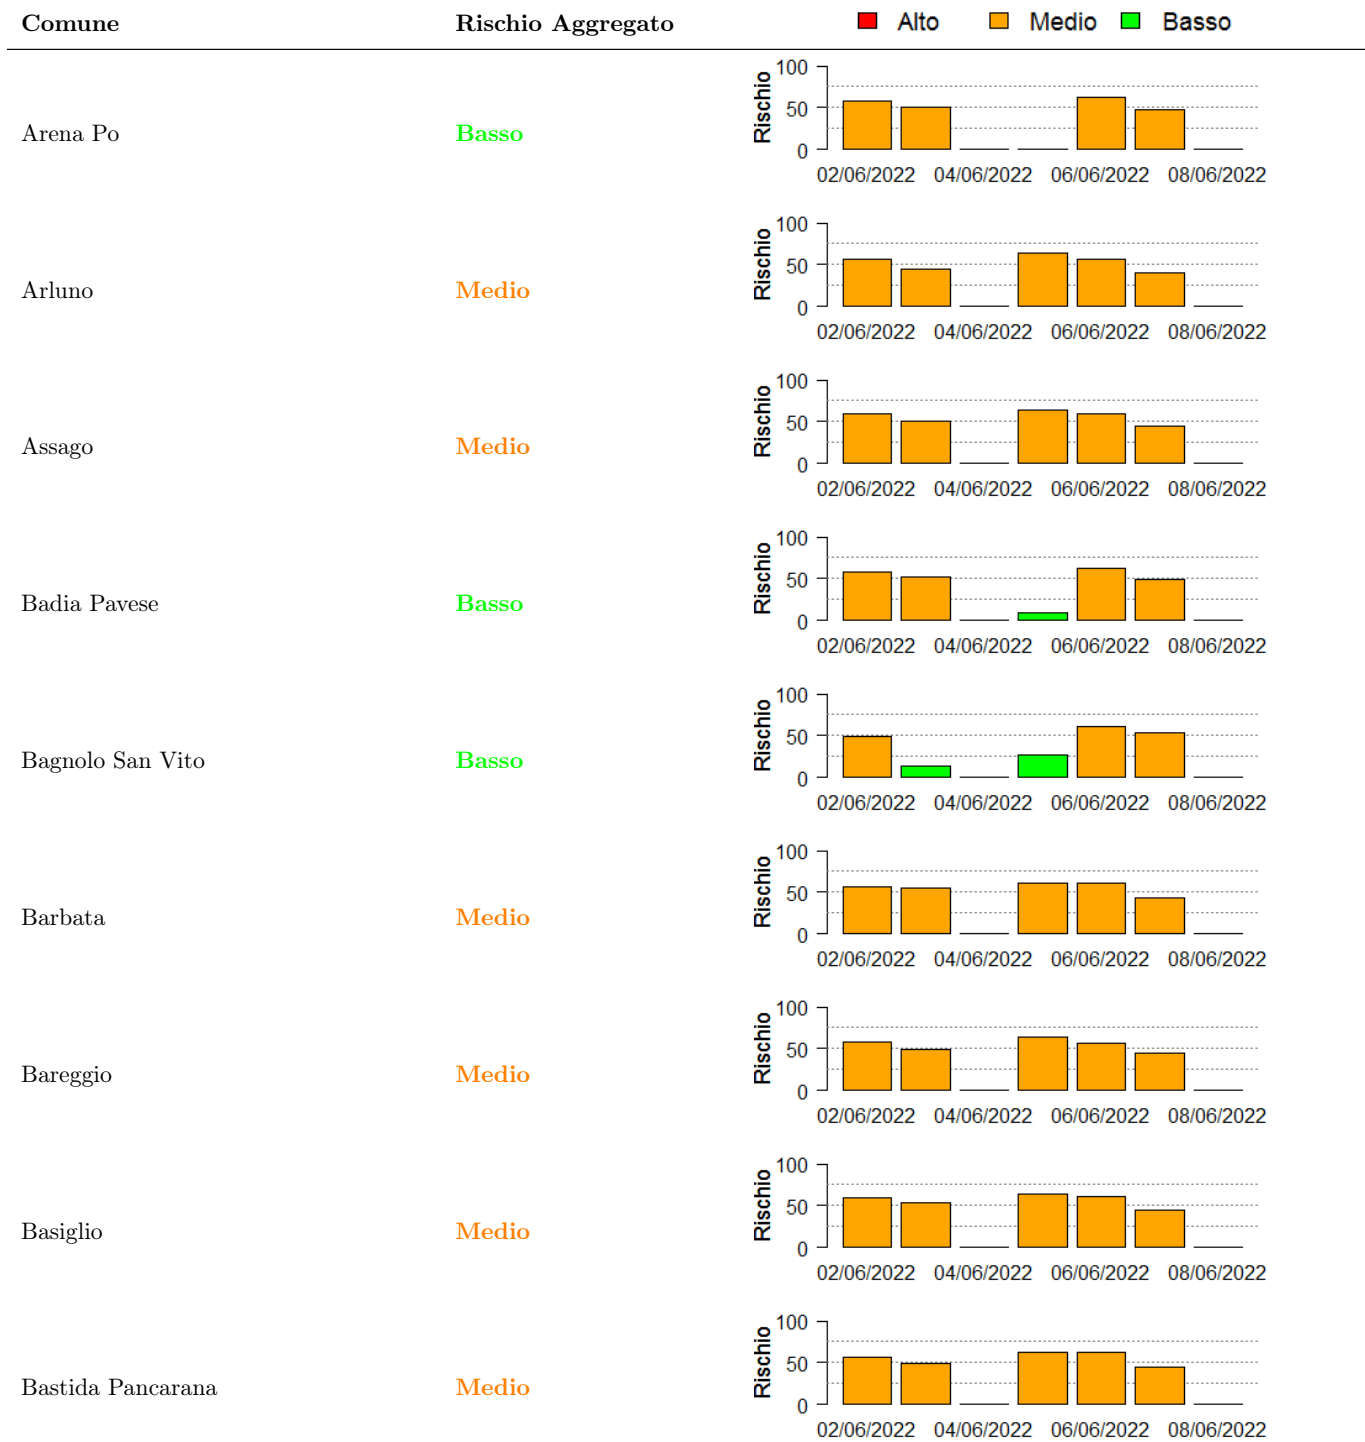 Comune Rischio Aggregato Alto Medio Basso
Arena Po Basso
Rischio
100
50
0
02/06/2022 04/06/2022 06/06/2022 08/06/2022
Arluno Medio
Rischio
100
50
0
02/06/2022 04/06/2022 06/06/2022 08/06/2022
Assago Medio
Rischio
100
50
0
02/06/2022 04/06/2022 06/06/2022 08/06/2022
Badia Pavese Basso
Rischio
100
50
0
02/06/2022 04/06/2022 06/06/2022 08/06/2022
Bagnolo San Vito Basso
Rischio
100
50
0
02/06/2022 04/06/2022 06/06/2022 08/06/2022
Barbata Medio
Rischio
100
50
0
02/06/2022 04/06/2022 06/06/2022 08/06/2022
Bareggio Medio
Rischio
100
50
0
02/06/2022 04/06/2022 06/06/2022 08/06/2022
Basiglio Medio
Rischio
100
50
0
02/06/2022 04/06/2022 06/06/2022 08/06/2022
Bastida Pancarana Medio
Rischio
100
50
0
02/06/2022 04/06/2022 06/06/2022 08/06/2022